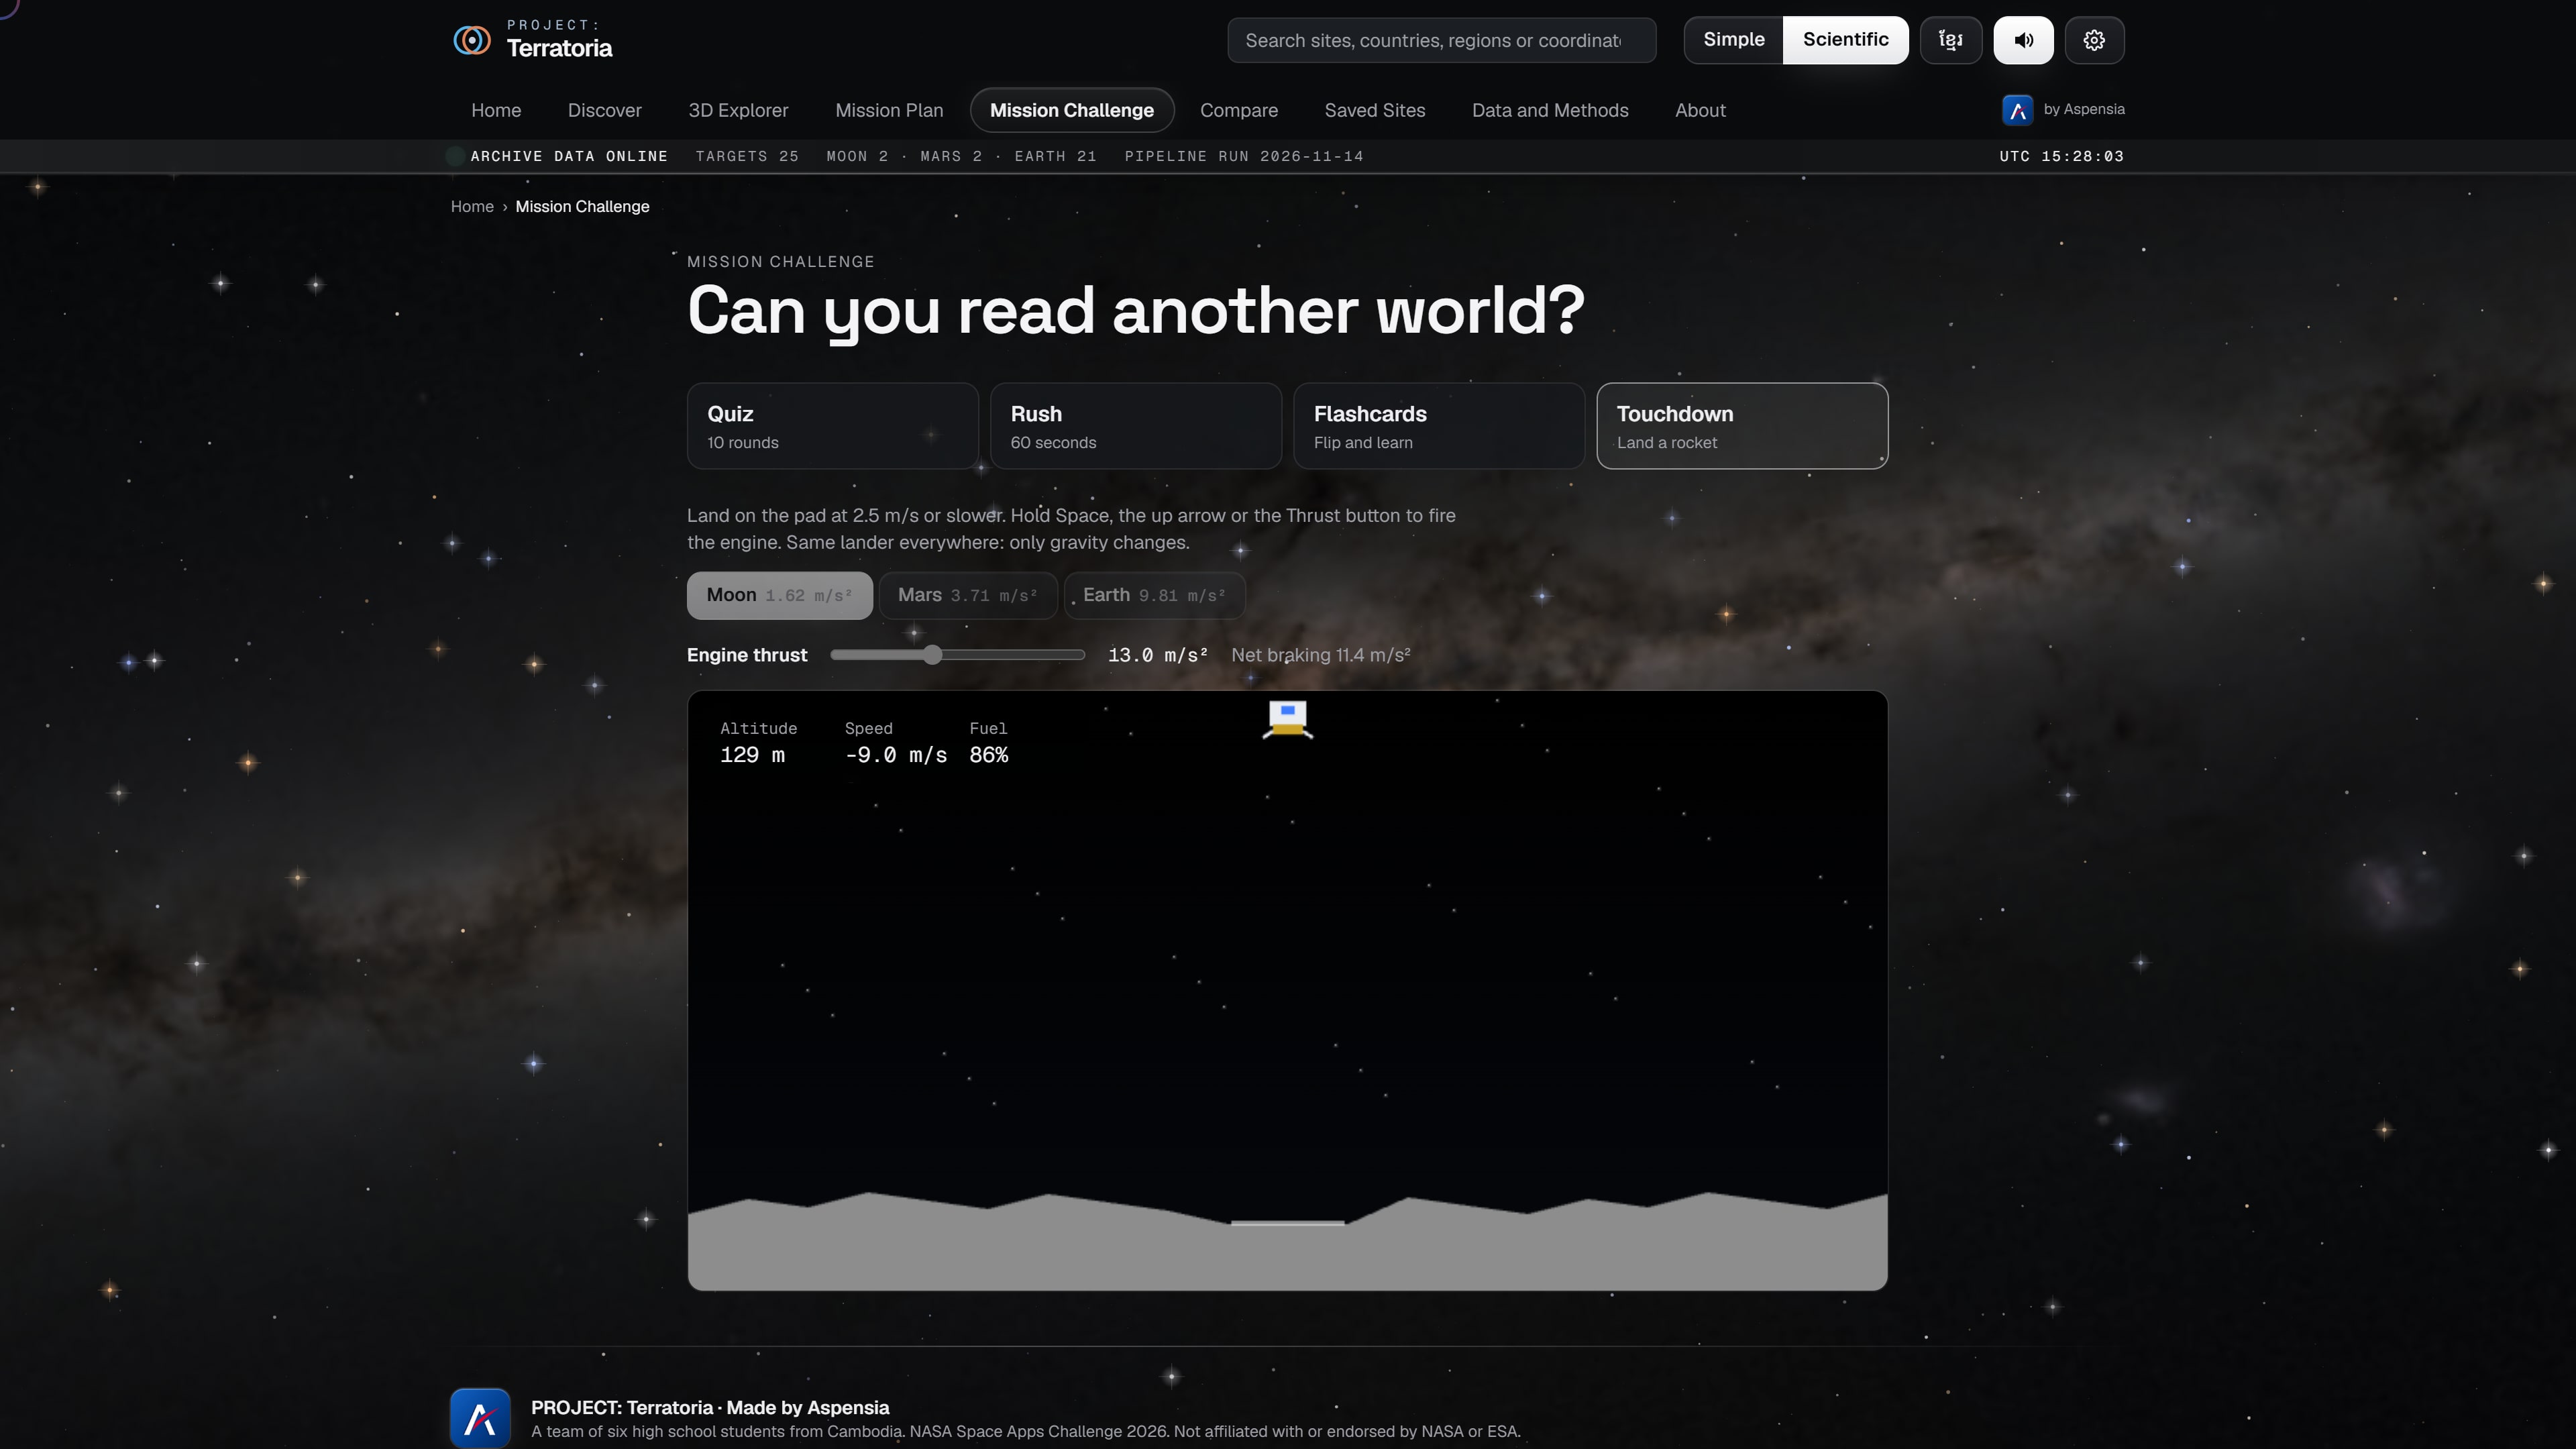 PROJECT:
Terratoria
Search sites, countries, regions or coordinat
Simple
Scientific
ខ្មែរ
Home
Discover
3D Explorer
Mission Plan
Mission Challenge
Compare
Saved Sites
Data and Methods
About
by Aspensia
ARCHIVE DATA ONLINE
TARGETS 25
MOON 2 · MARS 2 · EARTH 21
PIPELINE RUN 2026-11-14
UTC 15:28:03
Home › Mission Challenge
MISSION CHALLENGE
Can you read another world?
Quiz
10 rounds
Rush
60 seconds
Flashcards
Flip and learn
Touchdown
Land a rocket
Land on the pad at 2.5 m/s or slower. Hold Space, the up arrow or the Thrust button to fire
the engine. Same lander everywhere: only gravity changes.
Moon 1.62 m/s²
Mars 3.71 m/s²
Earth 9.81 m/s²
Engine thrust
13.0 m/s²
Net braking 11.4 m/s²
Altitude
129 m
Speed
-9.0 m/s
Fuel
86%
PROJECT: Terratoria · Made by Aspensia
A team of six high school students from Cambodia. NASA Space Apps Challenge 2026. Not affiliated with or endorsed by NASA or ESA.